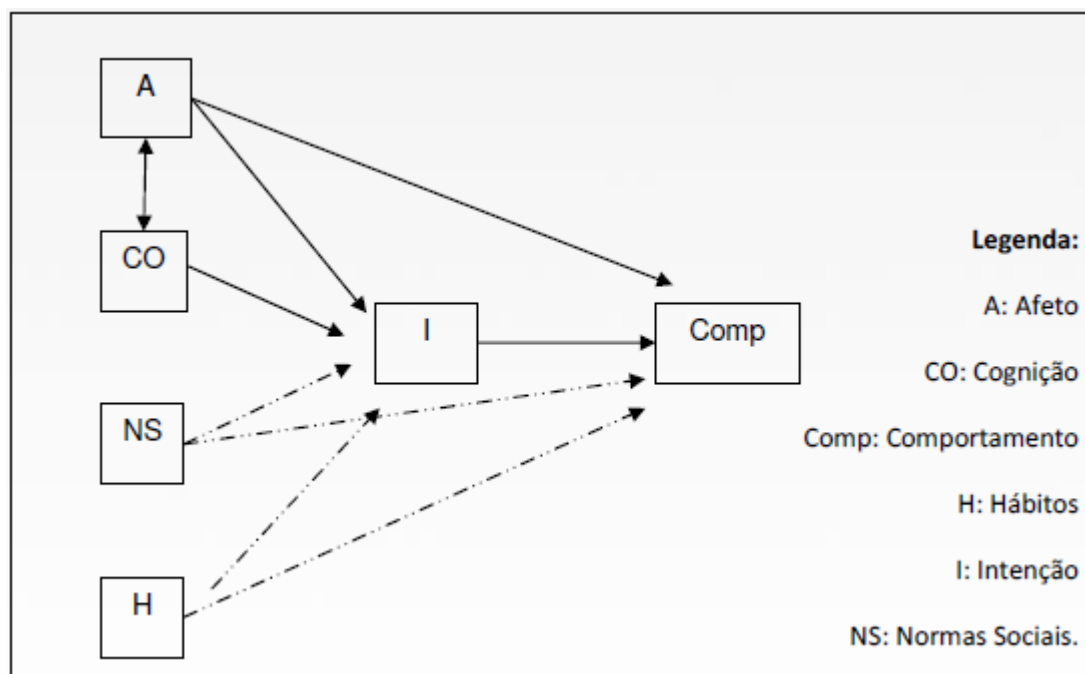 A
CO
NS
H
I
Comp
Legenda:
A: Afeto
CO: Cognição
Comp: Comportamento
H: Hábitos
I: Intenção
NS: Normas Sociais.